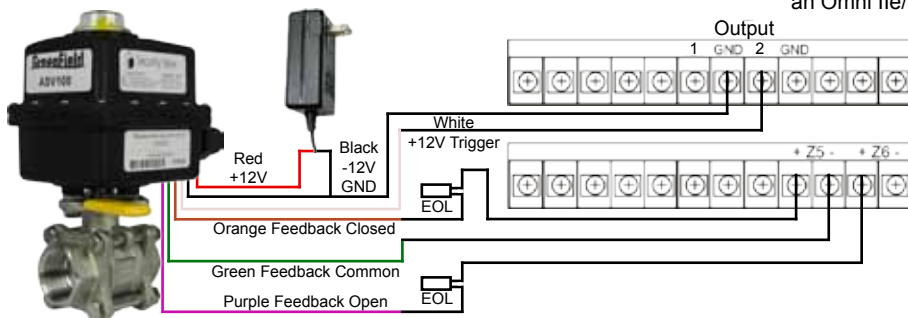 an Omni IIe/
Output
1 GND 2 GND
GreenField
ASV100
White
+12V Trigger
Red
+12V
Black
-12V
GND
+ Z5 - + Z6 -
EOL
Orange Feedback Closed
Green Feedback Common
EOL
Purple Feedback Open